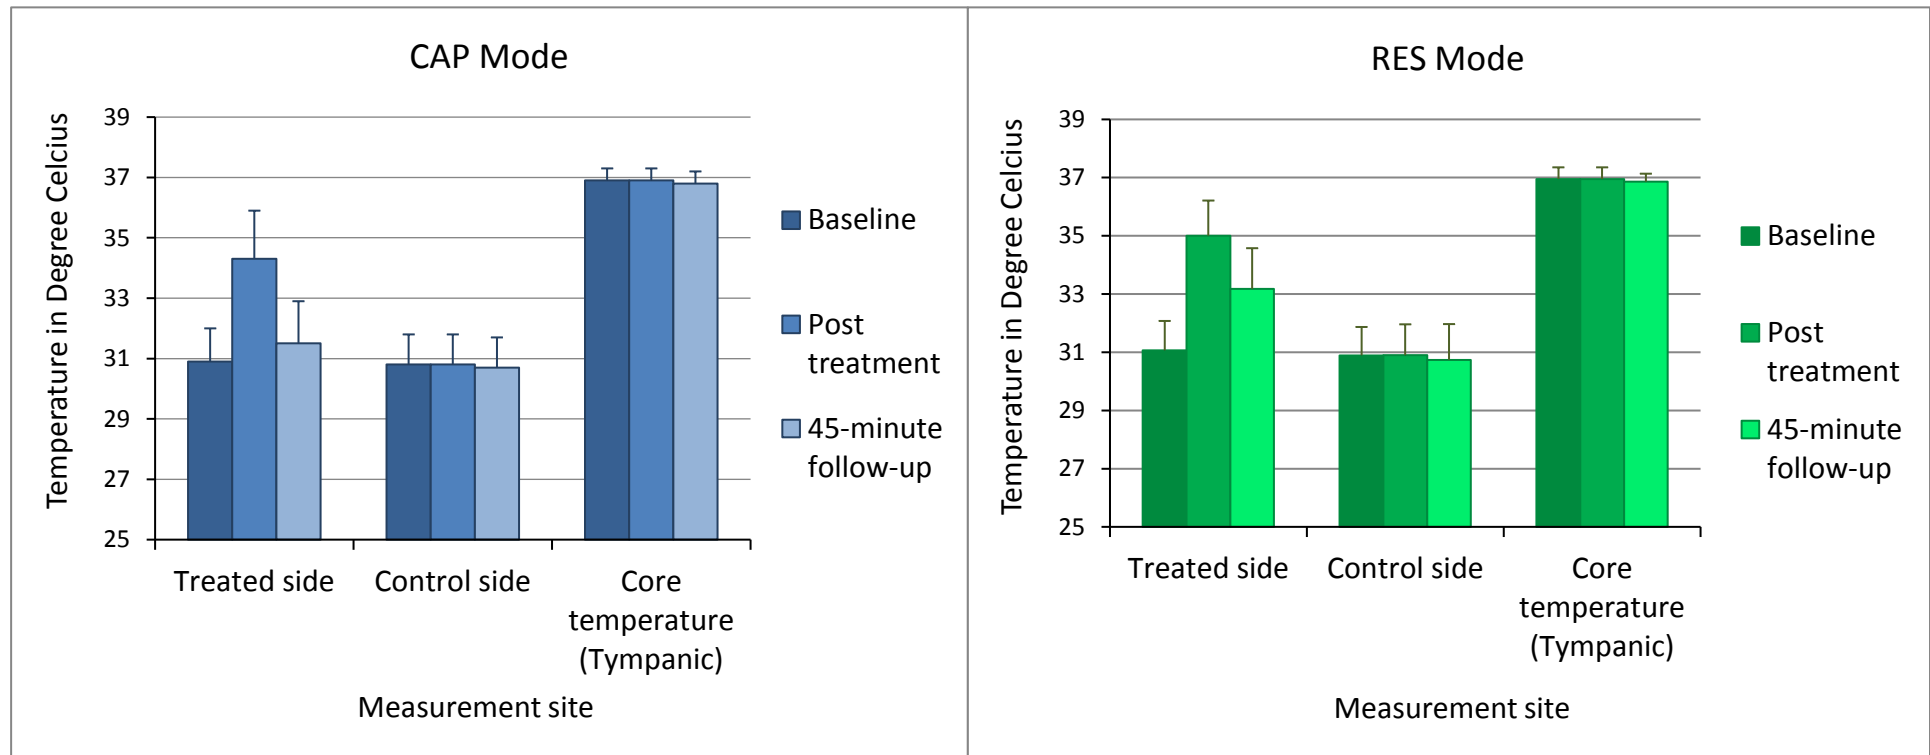 CAP Mode
Temperature in Degree Celcius
39
37
35
33
31
29
27
25
Treated side
Control side
Core
temperature
(Tympanic)
Measurement site
Baseline
Post
treatment
45-minute
follow-up
RES Mode
Temperature in Degree Celcius
39
37
35
33
31
29
27
25
Treated side
Control side
Core
temperature
(Tympanic)
Measurement site
Baseline
Post
treatment
45-minute
follow-up